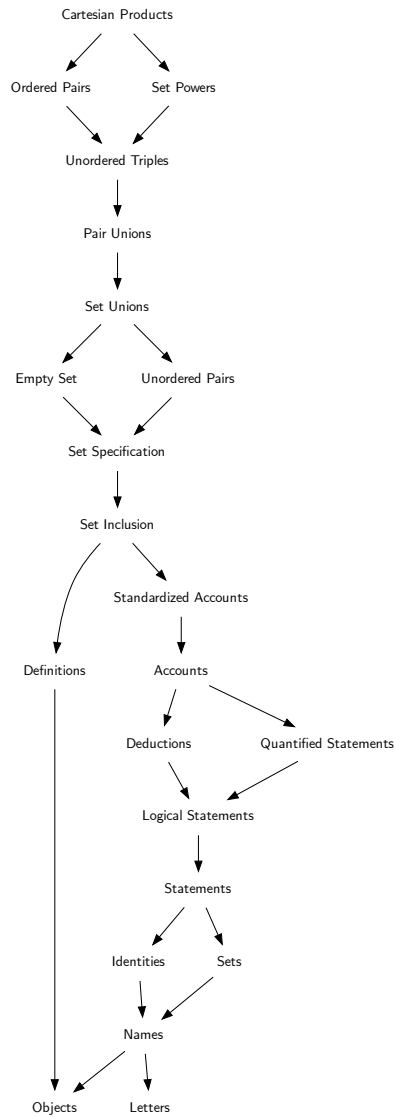 Cartesian Products
Ordered Pairs
Set Powers
Unordered Triples
Pair Unions
Set Unions
Empty Set
Unordered Pairs
Set Specification
Set Inclusion
Standardized Accounts
Definitions
Accounts
Deductions
Quantified Statements
Logical Statements
Statements
Identities
Sets
Names
Objects
Letters